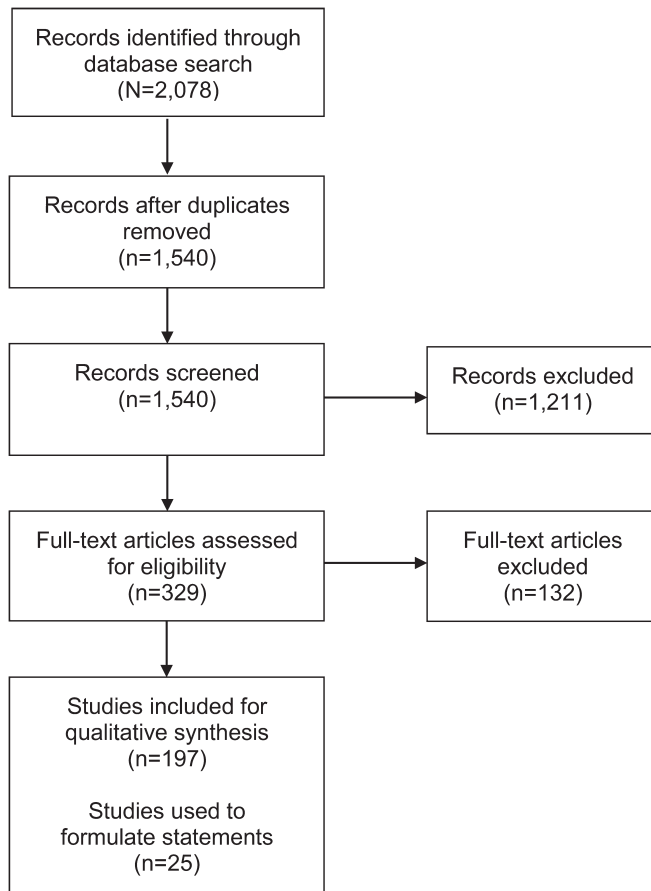 Records identified through
database search
(N=2,078)
Records after duplicates
removed
(n=1,540)
Records screened
(n=1,540)
Records excluded
(n=1,211)
Full-text articles assessed
for eligibility
(n=329)
Full-text articles
excluded
(n=132)
Studies included for
qualitative synthesis
(n=197)
Studies used to
formulate statements
(n=25)